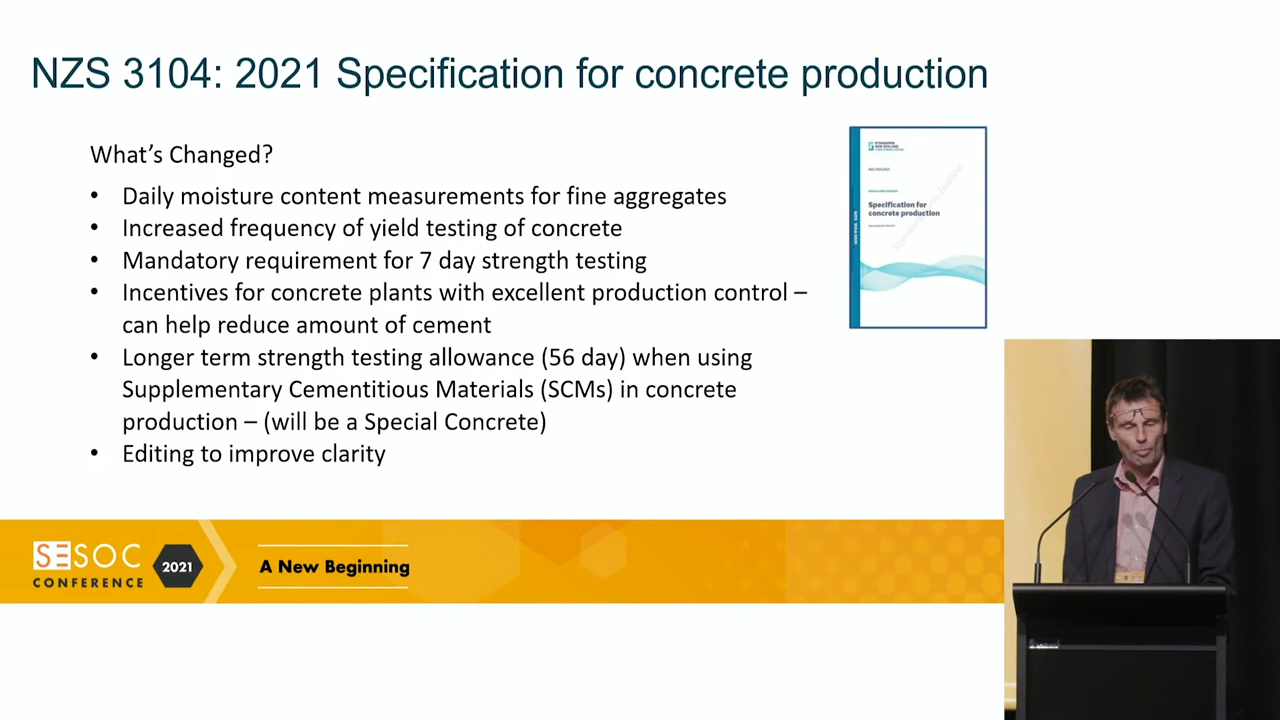 NZS 3104: 2021 Specification for concrete production
What's Changed?
• Daily moisture content measurements for fine aggregates
• Increased frequency of yield testing of concrete
• Mandatory requirement for 7 day strength testing
• Incentives for concrete plants with excellent production control –
can help reduce amount of cement
• Longer term strength testing allowance (56 day) when using
Supplementary Cementitious Materials (SCMs) in concrete
production – (will be a Special Concrete)
• Editing to improve clarity
Specification for
concrete production
SESOC
CONFERENCE
2021
A New Beginning